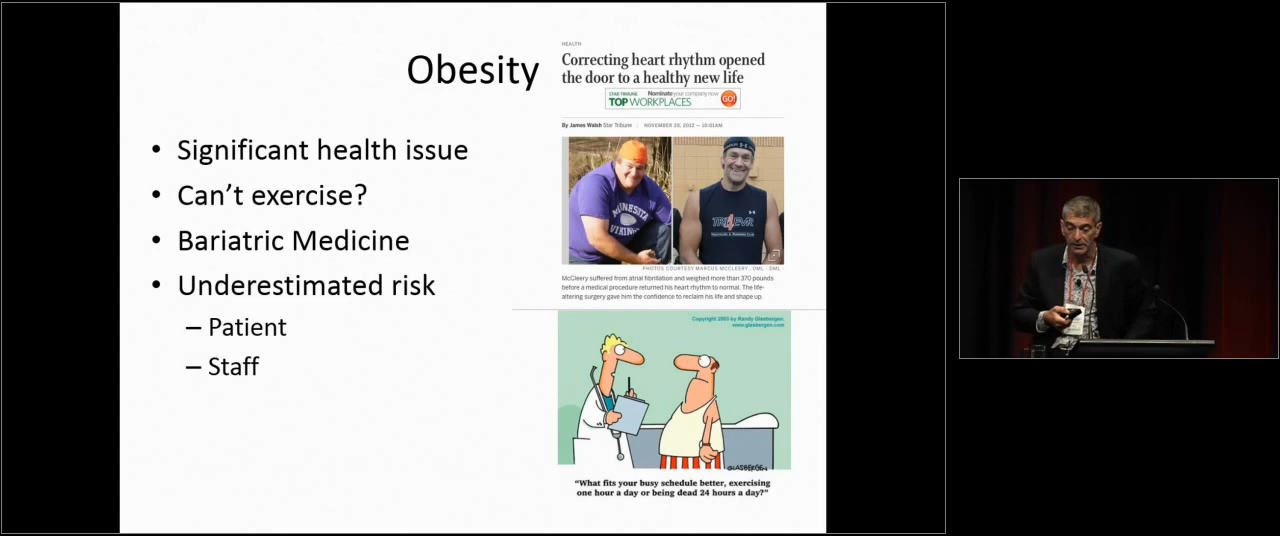 Obesity
• Significant health issue
• Can’t exercise?
• Bariatric Medicine
• Underestimated risk
– Patient
– Staff
HEALTH
Correcting heart rhythm opened
the door to a healthy new life
STAR TRIBUNE
TOP WORKPLACES
Nominate your company now
GO!
By James Walsh Star Tribune | NOVEMBER 29, 2012 — 10:01AM
VIKINGS
PHOTOS COURTESY MARCUS MCCLEERY, DML - DML -
McCleery suffered from atrial fibrillation and weighed more than 370 pounds
before a medical procedure returned his heart rhythm to normal. The life-
altering surgery gave him the confidence to reclaim his life and shape up.
Copyright 2003 by Randy Glasbergen.
www.glasbergen.com
GLASBERGEN
“What fits your busy schedule better, exercising
one hour a day or being dead 24 hours a day?”